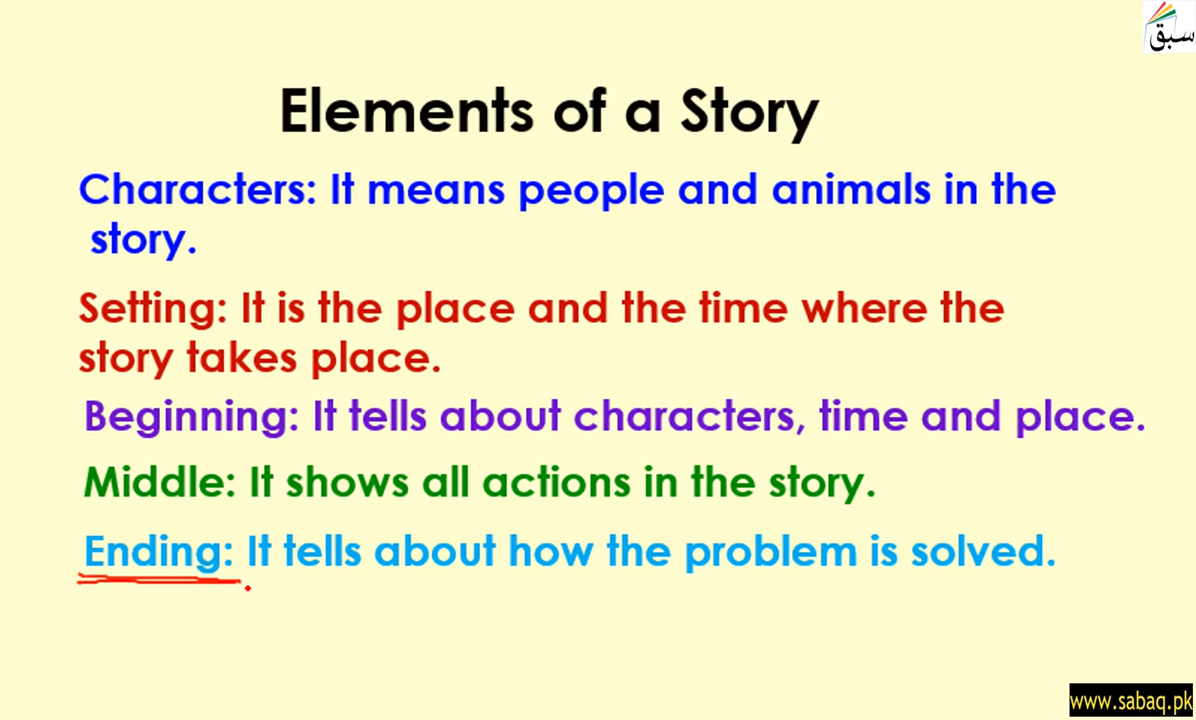 سبق
Elements of a Story
Characters: It means people and animals in the
story.
Setting: It is the place and the time where the
story takes place.
Beginning: It tells about characters, time and place.
Middle: It shows all actions in the story.
Ending: It tells about how the problem is solved.
www.sabaq.pk